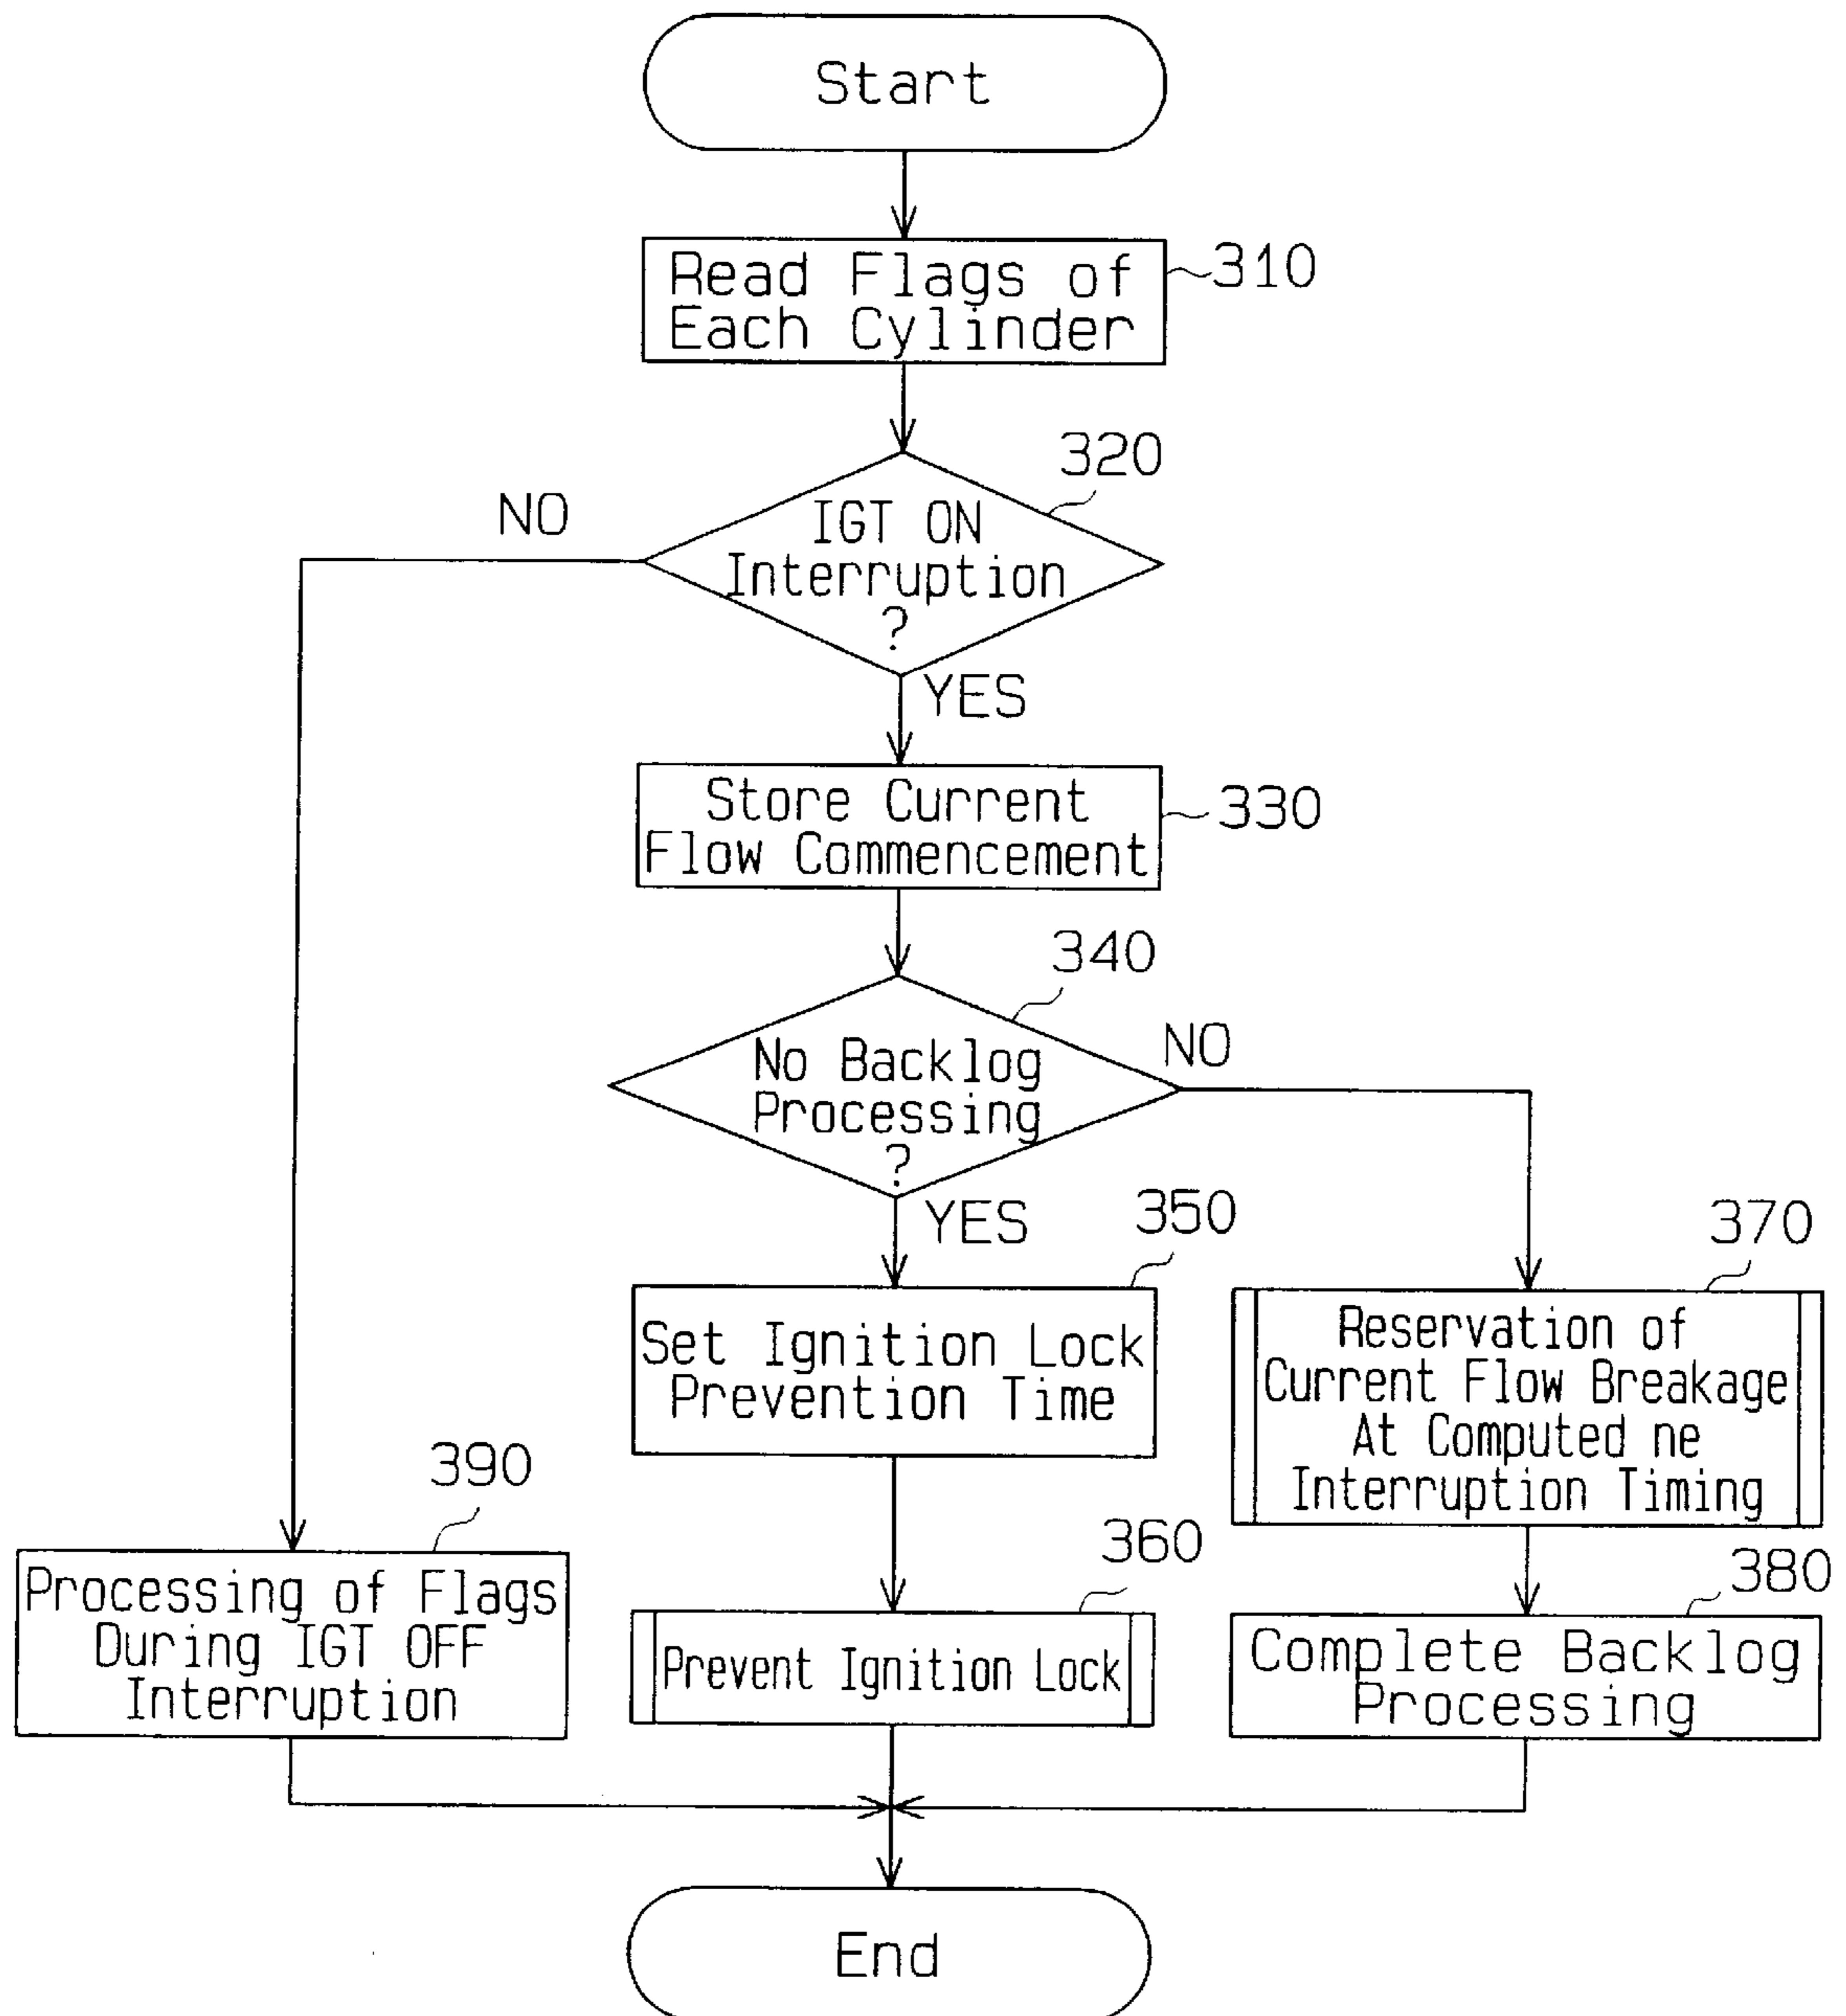 Start
Read Flags of
Each Cylinder
310
320
IGT ON
Interruption
?
NO
YES
Store Current
Flow Commencement
330
340
No Backlog
Processing
?
NO
YES
350
Set Ignition Lock
Prevention Time
370
Reservation of
Current Flow Breakage
At Computed ne
Interruption Timing
390
Processing of Flags
During IGT OFF
Interruption
360
Prevent Ignition Lock
380
Complete Backlog
Processing
End